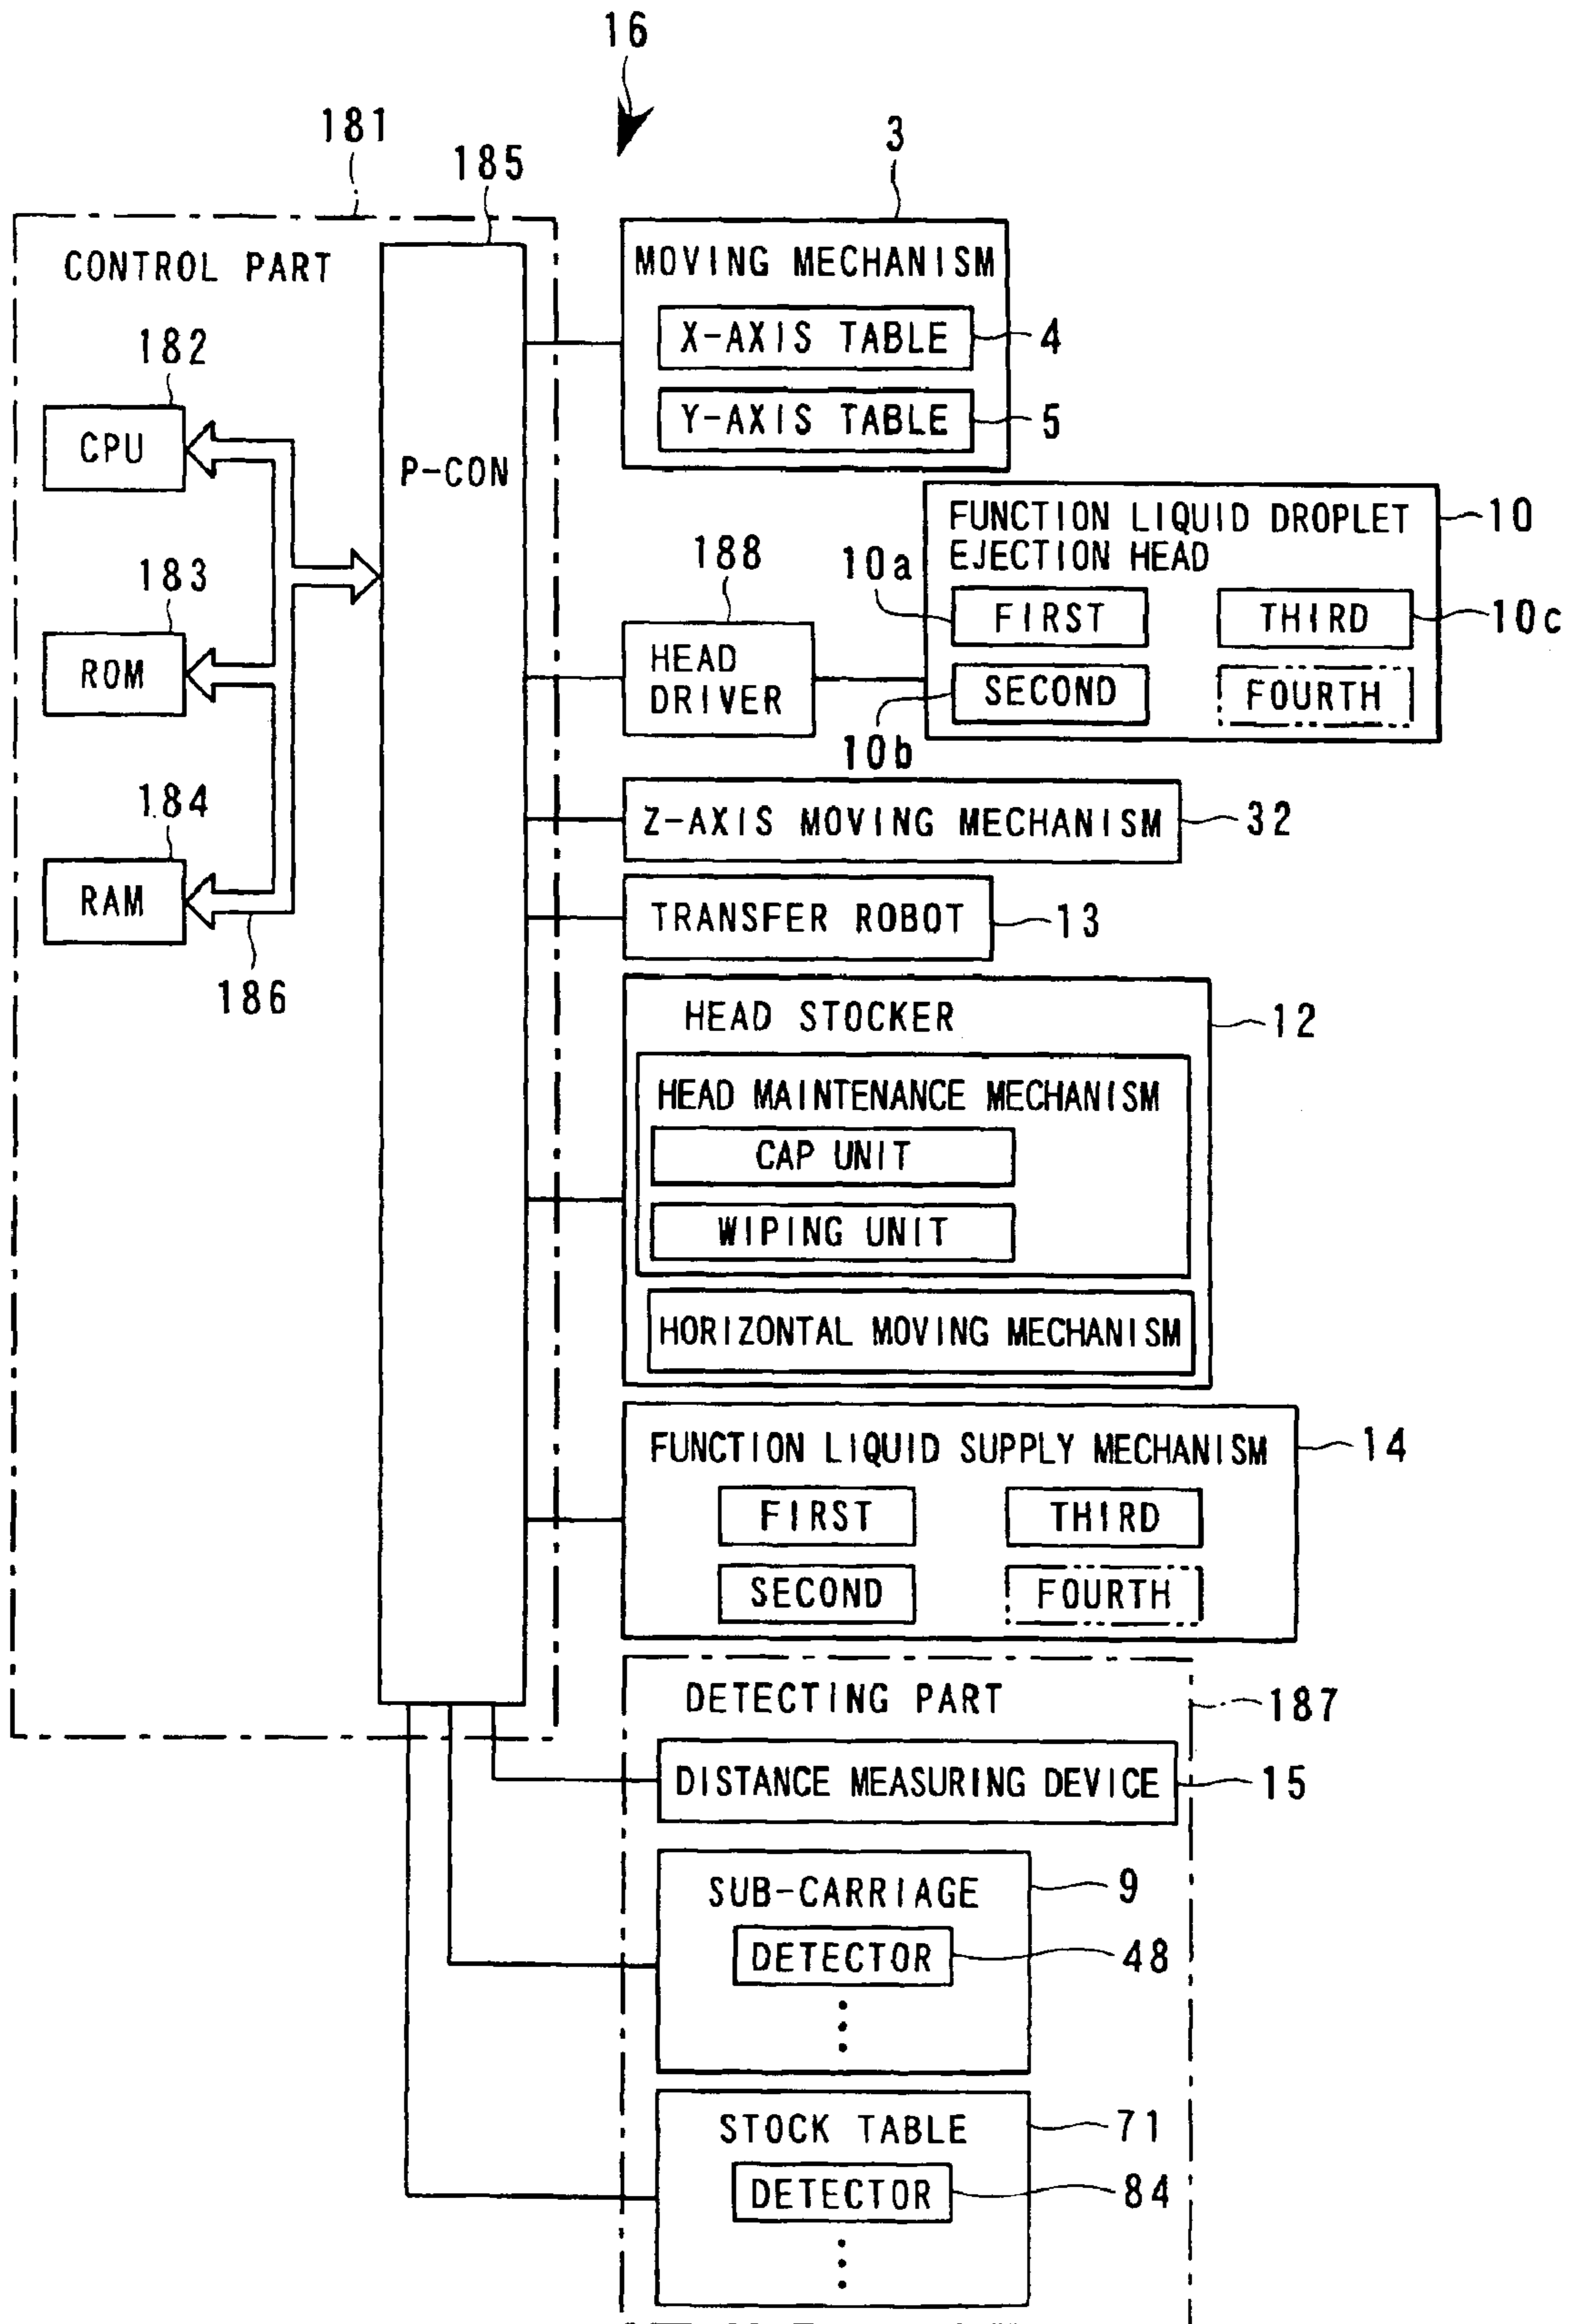 16
181
185
3
CONTROL PART
MOVING MECHANISM
X-AXIS TABLE
4
Y-AXIS TABLE
5
182
CPU
P-CON
183
ROM
184
RAM
186
188
HEAD
DRIVER
FUNCTION LIQUID DROPLET
EJECTION HEAD
10
10a
FIRST
THIRD
10c
SECOND
FOURTH
10b
Z-AXIS MOVING MECHANISM
32
TRANSFER ROBOT
13
HEAD STOCKER
12
HEAD MAINTENANCE MECHANISM
CAP UNIT
WIPING UNIT
HORIZONTAL MOVING MECHANISM
FUNCTION LIQUID SUPPLY MECHANISM
14
FIRST
THIRD
SECOND
FOURTH
DETECTING PART
187
DISTANCE MEASURING DEVICE
15
SUB-CARRIAGE
9
DETECTOR
48
STOCK TABLE
71
DETECTOR
84